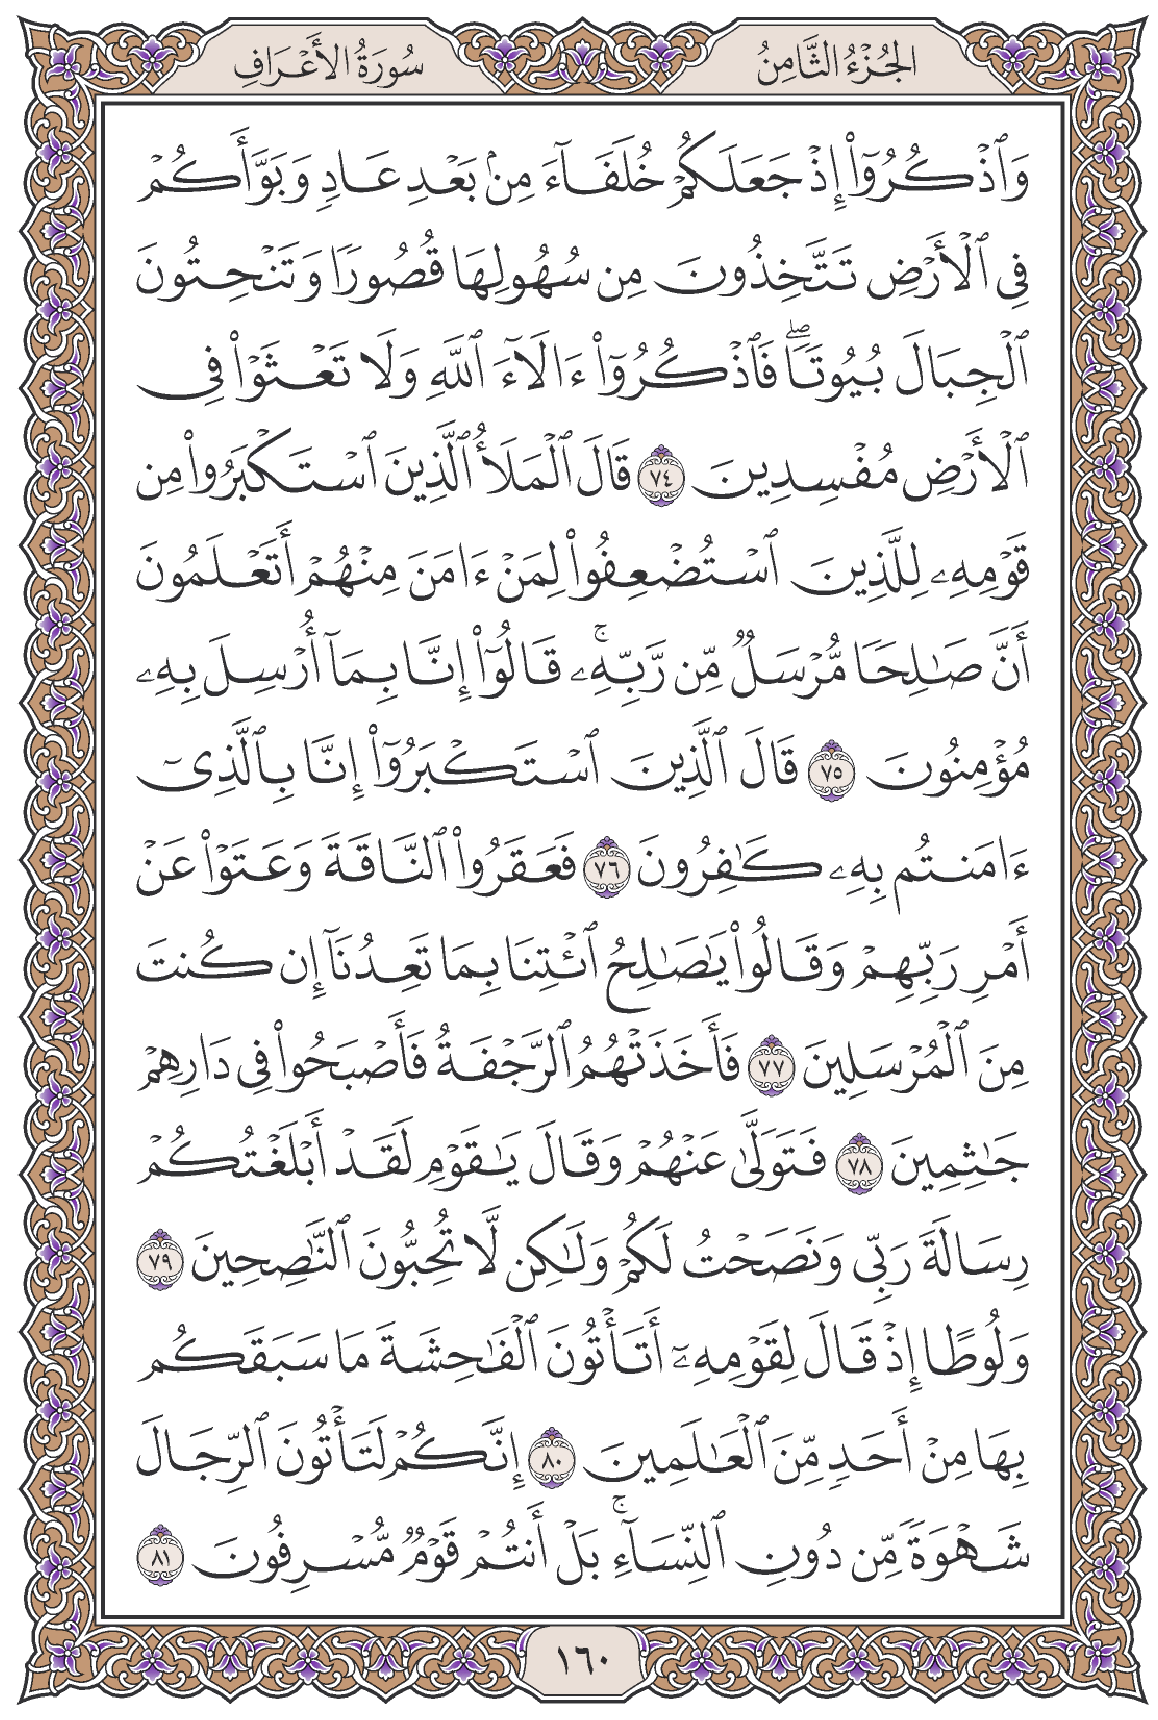 الجُزْءُ الثَّامِنُ
سُورَةُ الأَعْرَافِ
وَٱذْكُرُوٓا۟ إِذْ جَعَلَكُمْ خُلَفَآءَ مِنۢ بَعْدِ عَادٍ وَبَوَّأَكُمْ
فِى ٱلْأَرْضِ تَتَّخِذُونَ مِن سُهُولِهَا قُصُورًا وَتَنْحِتُونَ
ٱلْجِبَالَ بُيُوتًا ۖ فَٱذْكُرُوٓا۟ ءَالَآءَ ٱللَّهِ وَلَا تَعْثَوْا۟ فِى
ٱلْأَرْضِ مُفْسِدِينَ ٧٤ قَالَ ٱلْمَلَأُ ٱلَّذِينَ ٱسْتَكْبَرُوا۟ مِن
قَوْمِهِۦ لِلَّذِينَ ٱسْتُضْعِفُوا۟ لِمَنْ ءَامَنَ مِنْهُمْ أَتَعْلَمُونَ
أَنَّ صَـٰلِحًا مُّرْسَلٌ مِّن رَّبِّهِۦ ۚ قَالُوٓا۟ إِنَّا بِمَآ أُرْسِلَ بِهِۦ
مُؤْمِنُونَ ٧٥ قَالَ ٱلَّذِينَ ٱسْتَكْبَرُوٓا۟ إِنَّا بِٱلَّذِىٓ
ءَامَنتُم بِهِۦ كَـٰفِرُونَ ٧٦ فَعَقَرُوا۟ ٱلنَّاقَةَ وَعَتَوْا۟ عَنْ
أَمْرِ رَبِّهِمْ وَقَالُوا۟ يَـٰصَـٰلِحُ ٱئْتِنَا بِمَا تَعِدُنَآ إِن كُنتَ
مِنَ ٱلْمُرْسَلِينَ ٧٧ فَأَخَذَتْهُمُ ٱلرَّجْفَةُ فَأَصْبَحُوا۟ فِى دَارِهِمْ
جَـٰثِمِينَ ٧٨ فَتَوَلَّىٰ عَنْهُمْ وَقَالَ يَـٰقَوْمِ لَقَدْ أَبْلَغْتُكُمْ
رِسَالَةَ رَبِّى وَنَصَحْتُ لَكُمْ وَلَـٰكِن لَّا تُحِبُّونَ ٱلنَّـٰصِحِينَ ٧٩
وَلُوطًا إِذْ قَالَ لِقَوْمِهِۦٓ أَتَأْتُونَ ٱلْفَـٰحِشَةَ مَا سَبَقَكُم
بِهَا مِنْ أَحَدٍ مِّنَ ٱلْعَـٰلَمِينَ ٨٠ إِنَّكُمْ لَتَأْتُونَ ٱلرِّجَالَ
شَهْوَةً مِّن دُونِ ٱلنِّسَآءِ ۚ بَلْ أَنتُمْ قَوْمٌ مُّسْرِفُونَ ٨١
١٦٠